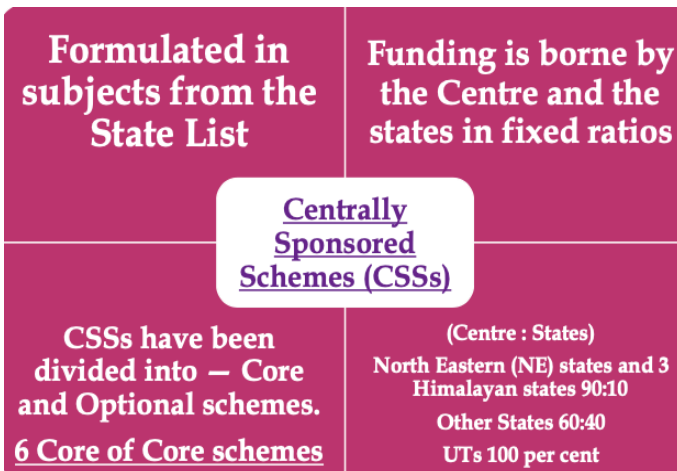 Formulated in
subjects from the
State List
Funding is borne by
the Centre and the
states in fixed ratios
Centrally
Sponsored
Schemes (CSSs)
CSSs have been
divided into — Core
and Optional schemes.
6 Core of Core schemes
(Centre : States)
North Eastern (NE) states and 3
Himalayan states 90:10
Other States 60:40
UTs 100 per cent